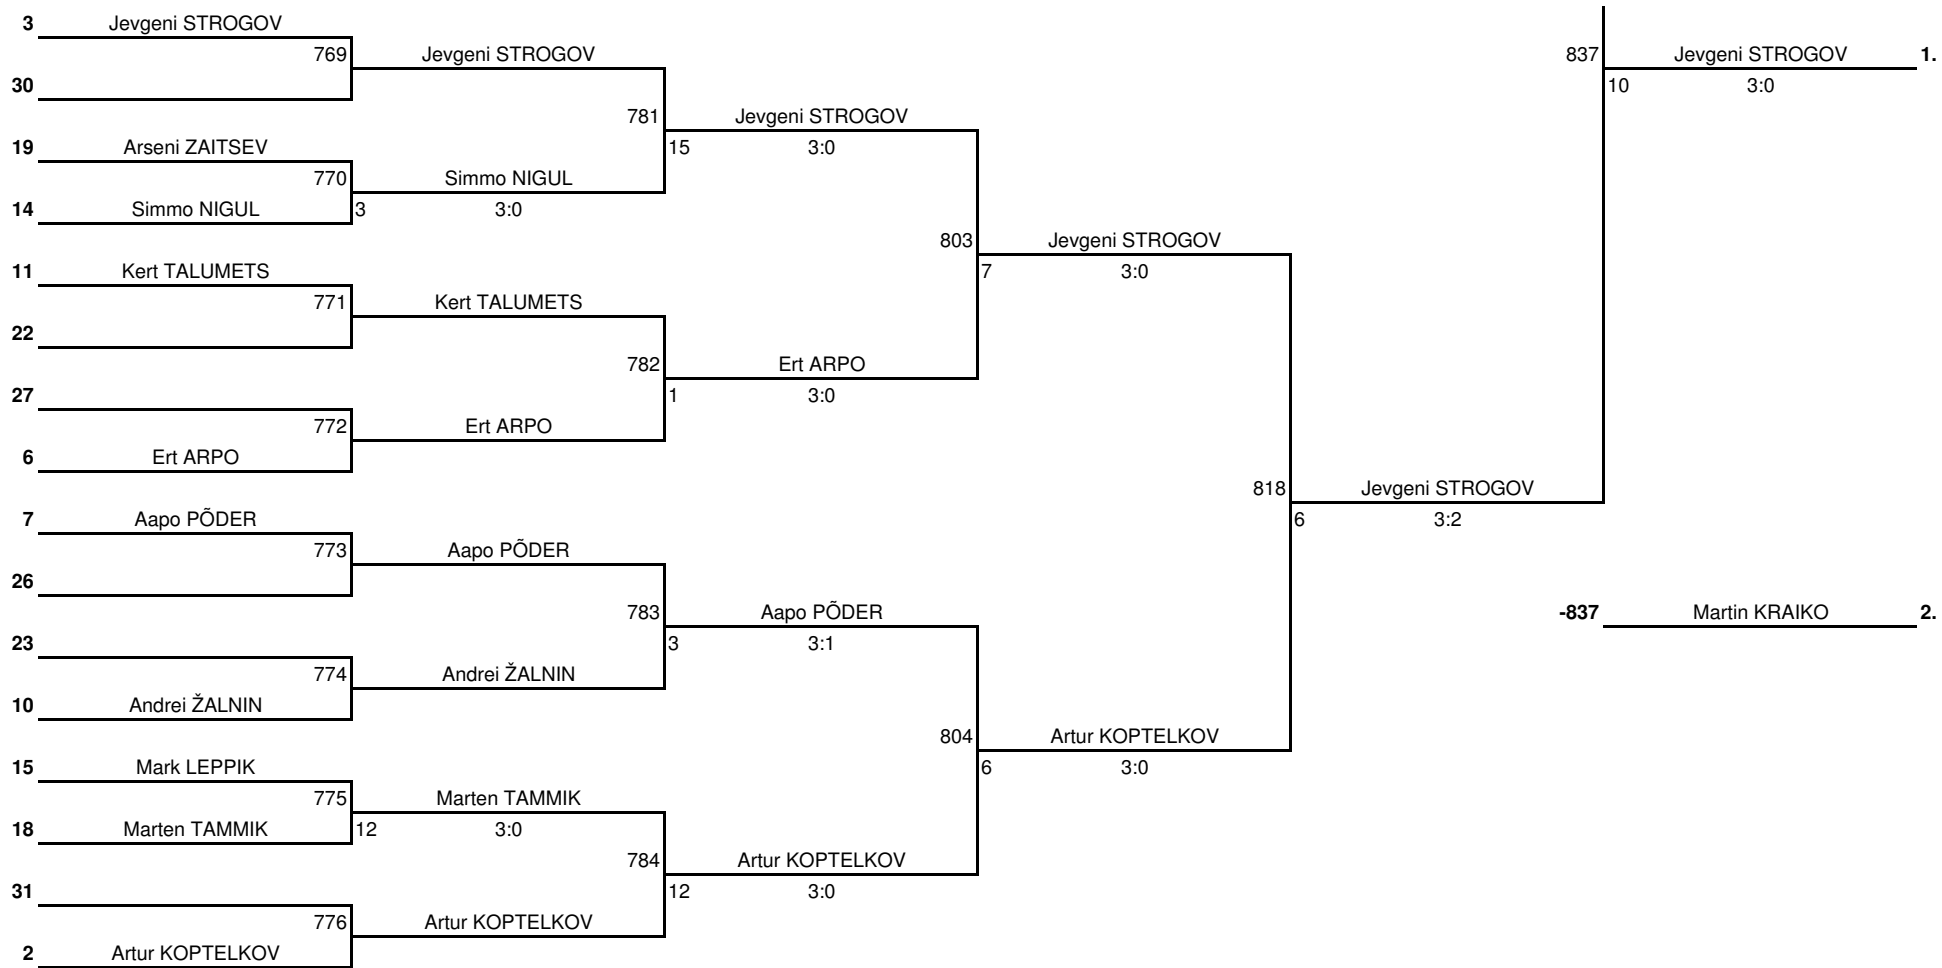 3 Jevgeni STROGOV
769 Jevgeni STROGOV 837 Jevgeni STROGOV 1.
30 10 3:0
781 Jevgeni STROGOV
19 Arseni ZAITSEV 15 3:0
770 Simmo NIGUL
14 Simmo NIGUL 3 3:0
803 Jevgeni STROGOV
11 Kert TALUMETS 7 3:0
771 Kert TALUMETS
22
782 Ert ARPO
27 1 3:0
772 Ert ARPO
6 Ert ARPO
818 Jevgeni STROGOV
7 Aapo PÕDER 6 3:2
773 Aapo PÕDER
26
783 Aapo PÕDER -837 Martin KRAIKO 2.
23 3 3:1
774 Andrei ŽALNIN
10 Andrei ŽALNIN
804 Artur KOPTELKOV
15 Mark LEPPIK 6 3:0
775 Marten TAMMIK
18 Marten TAMMIK 12 3:0
784 Artur KOPTELKOV
31 12 3:0
776 Artur KOPTELKOV
2 Artur KOPTELKOV